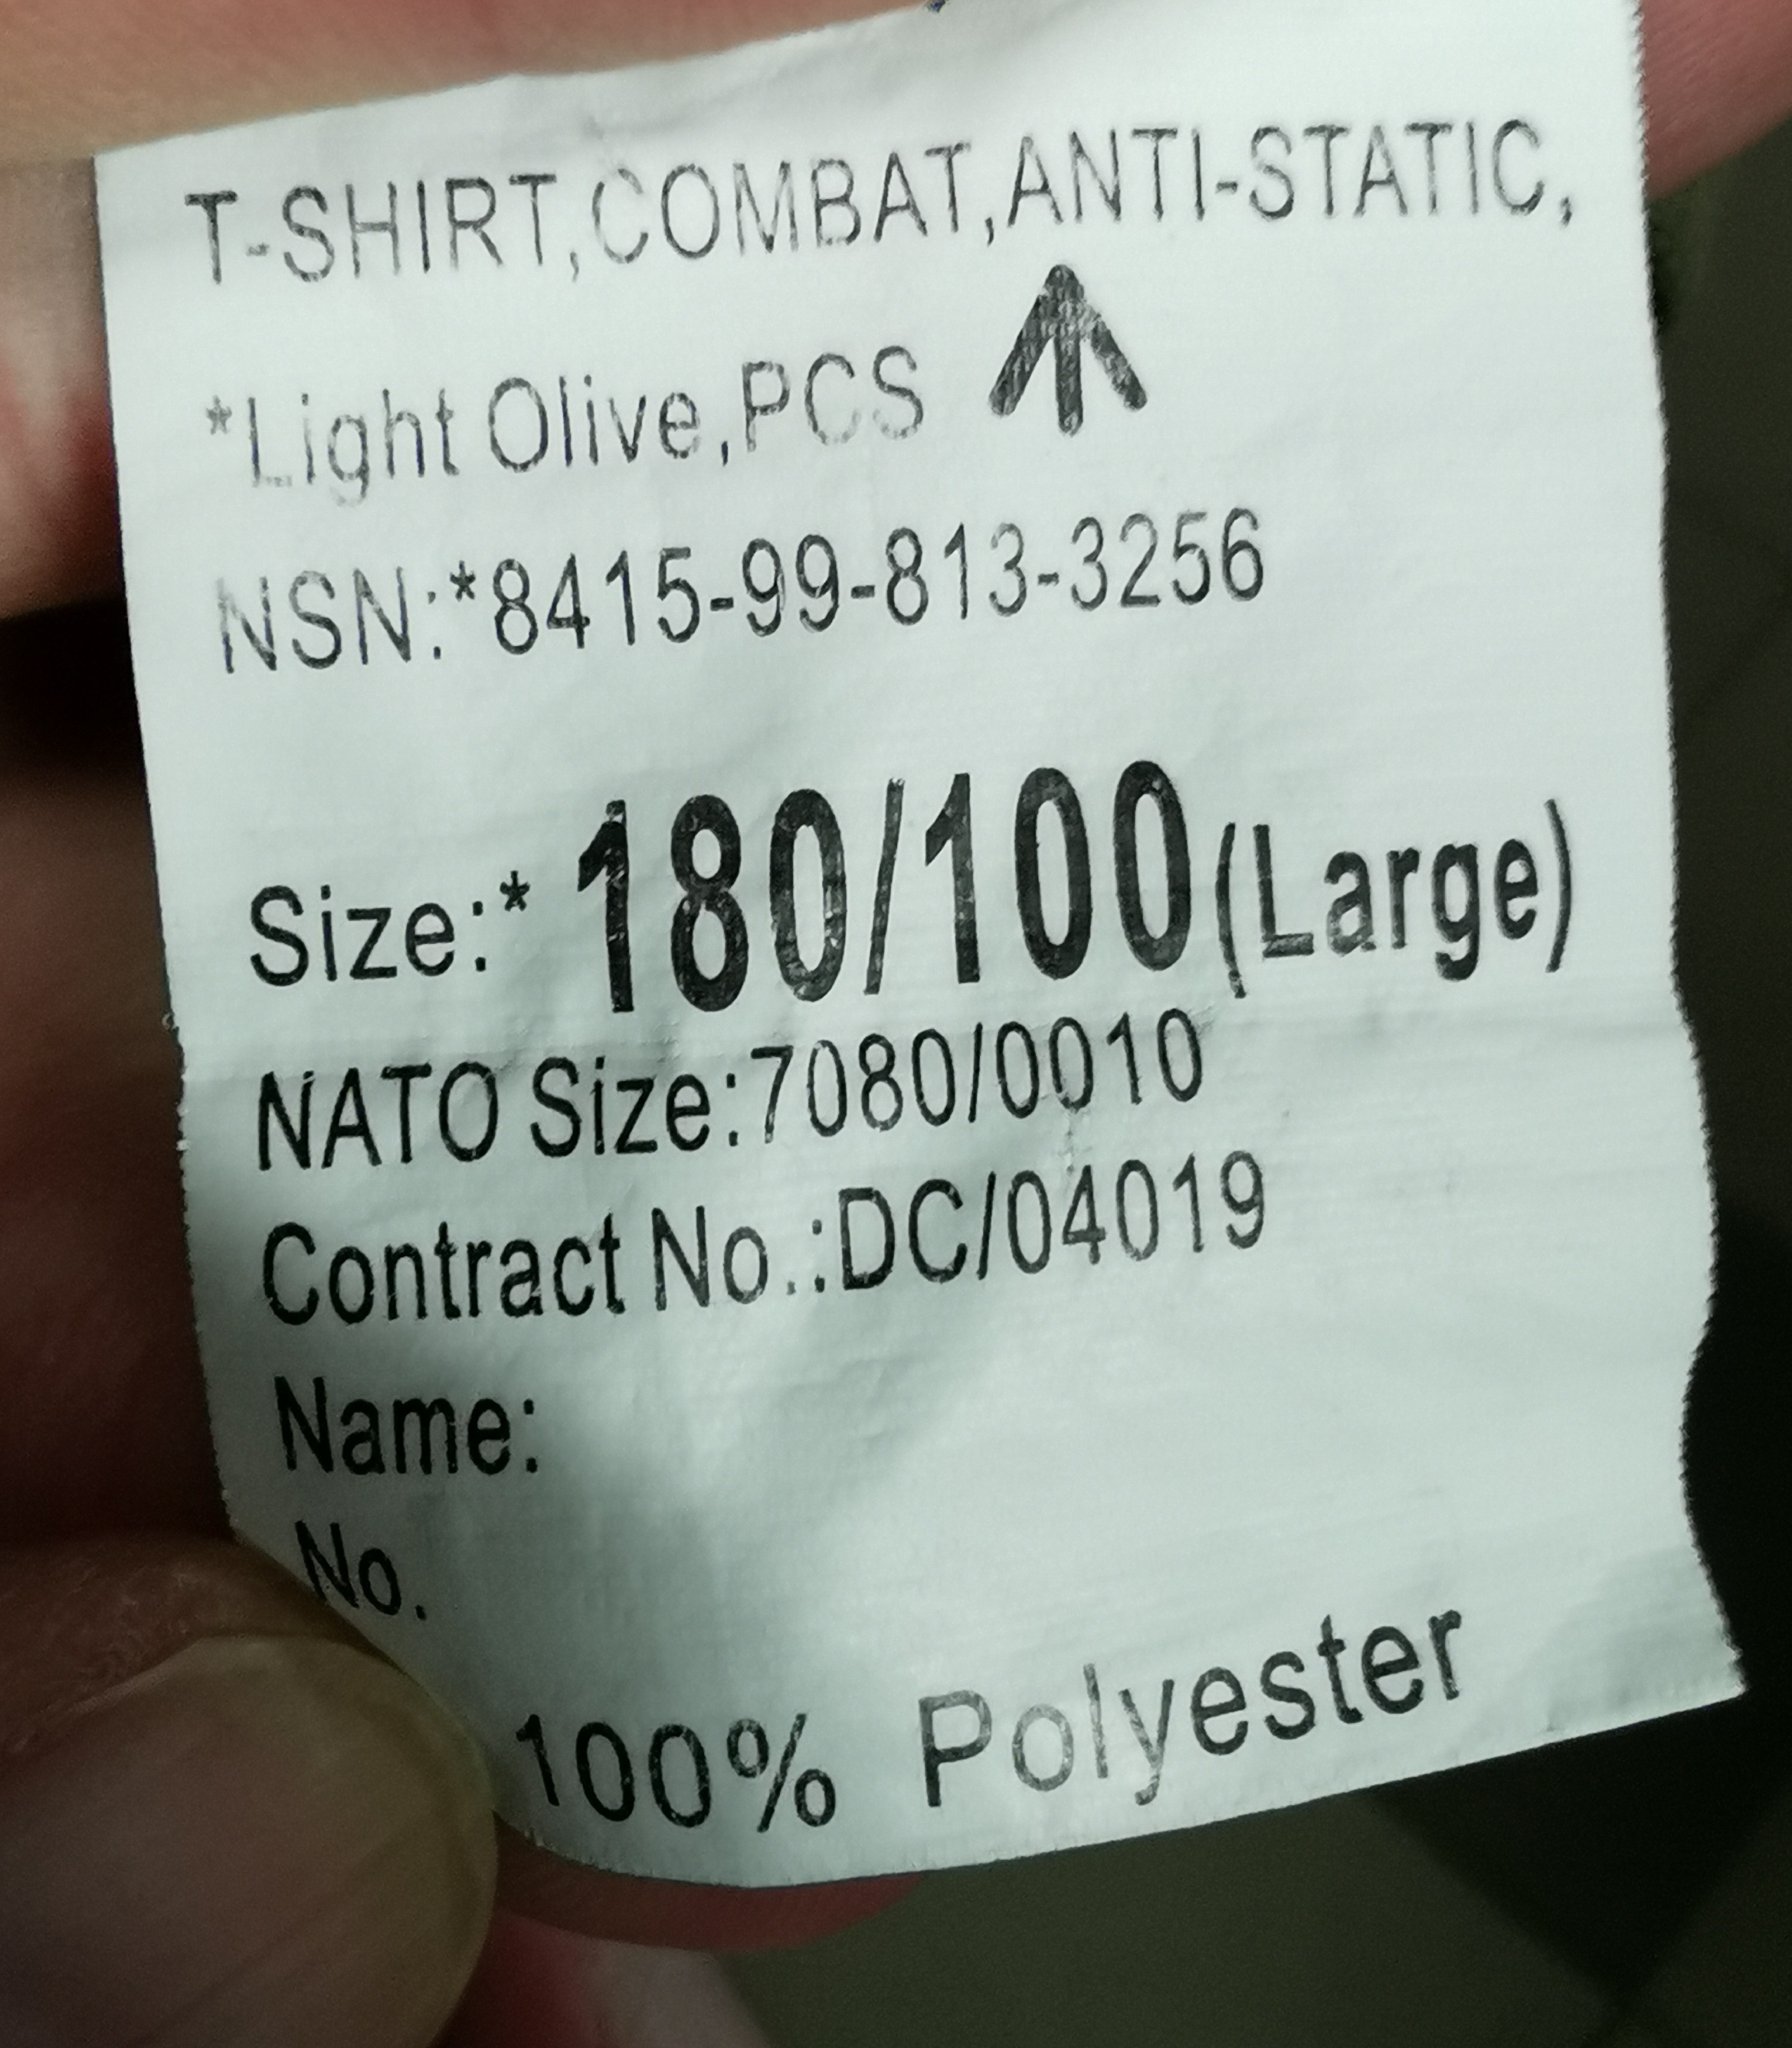 T-SHIRT,COMBAT,ANTI-STATIC,
*Light Olive,PCS
NSN:*8415-99-813-3256
Size:* 180/100(Large)
NATO Size:7080/0010
Contract No.:DC/04019
Name:
No.
100% Polyester